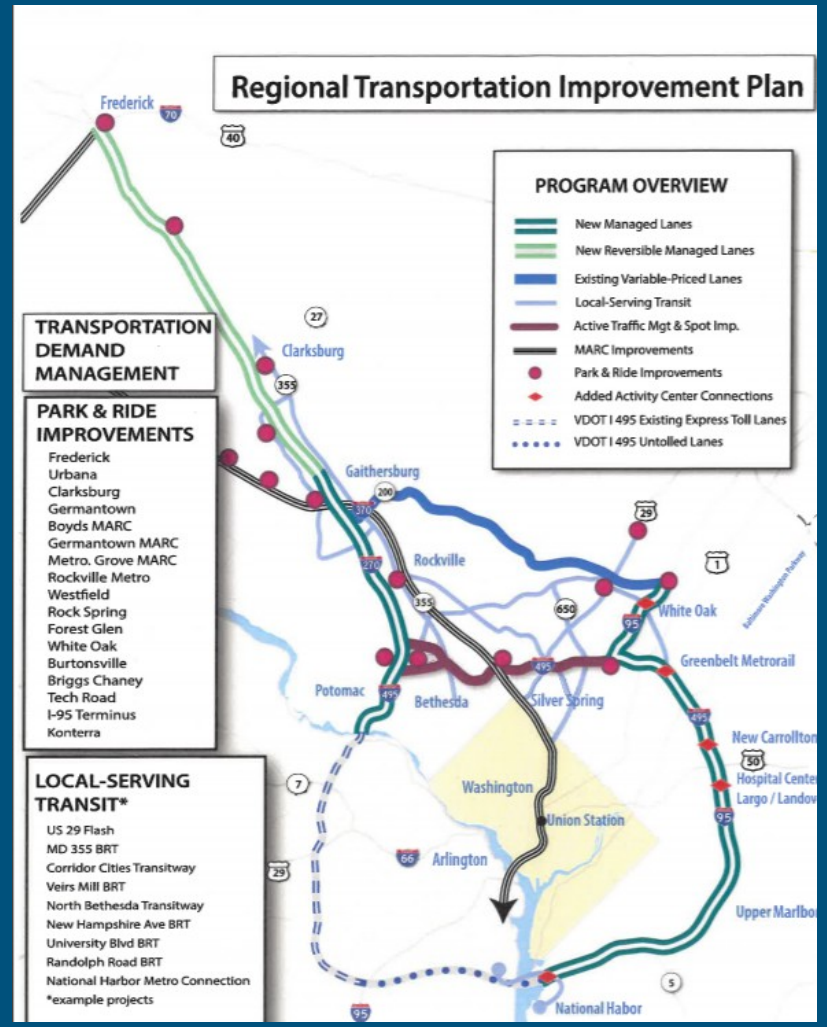 Regional Transportation Improvement Plan
Frederick
70
40
PROGRAM OVERVIEW
New Managed Lanes
New Reversible Managed Lanes
Existing Variable-Priced Lanes
Local-Serving Transit
Active Traffic Mgt & Spot Imp.
MARC Improvements
Park & Ride Improvements
Added Activity Center Connections
VDOT I 495 Existing Express Toll Lanes
VDOT I 495 Untolled Lanes
27
Clarksburg
355
TRANSPORTATION
DEMAND
MANAGEMENT
PARK & RIDE
IMPROVEMENTS
Frederick
Urbana
Clarksburg
Germantown
Boyds MARC
Germantown MARC
Metro. Grove MARC
Rockville Metro
Westfield
Rock Spring
Forest Glen
White Oak
Burtonsville
Briggs Chaney
Tech Road
I-95 Terminus
Konterra
Gaithersburg
200
370
29
1
Baltimore Washington Parkway
270
Rockville
355
650
White Oak
95
495
Greenbelt Metrorail
Potomac
495
Bethesda
Silver Spring
495
New Carrollton
50
Hospital Cente
Largo / Landov
95
Washington
Union Station
7
66
Arlington
29
Upper Marlbo
5
95
National Habor
LOCAL-SERVING
TRANSIT*
US 29 Flash
MD 355 BRT
Corridor Cities Transitway
Veirs Mill BRT
North Bethesda Transitway
New Hampshire Ave BRT
University Blvd BRT
Randolph Road BRT
National Harbor Metro Connection
*example projects